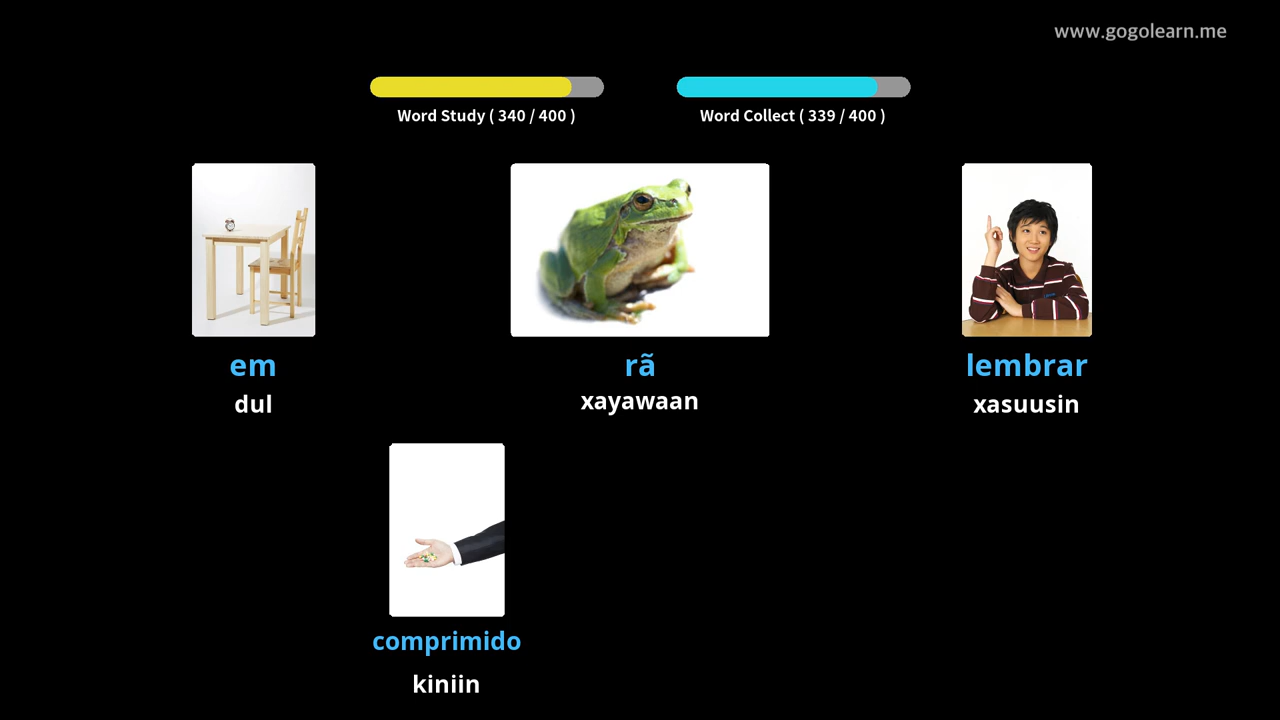 www.gogolearn.me
Word Study ( 340 / 400 )
Word Collect ( 339 / 400 )
em
dul
rã
xayawaan
lembrar
xasuusin
comprimido
kiniin